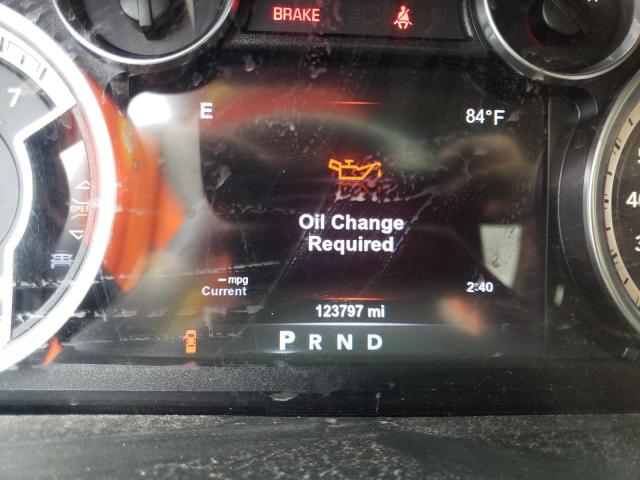 BRAKE
7
E
84°F
Oil Change
Required
-- mpg
Current
2:40
123797 mi
P R N D